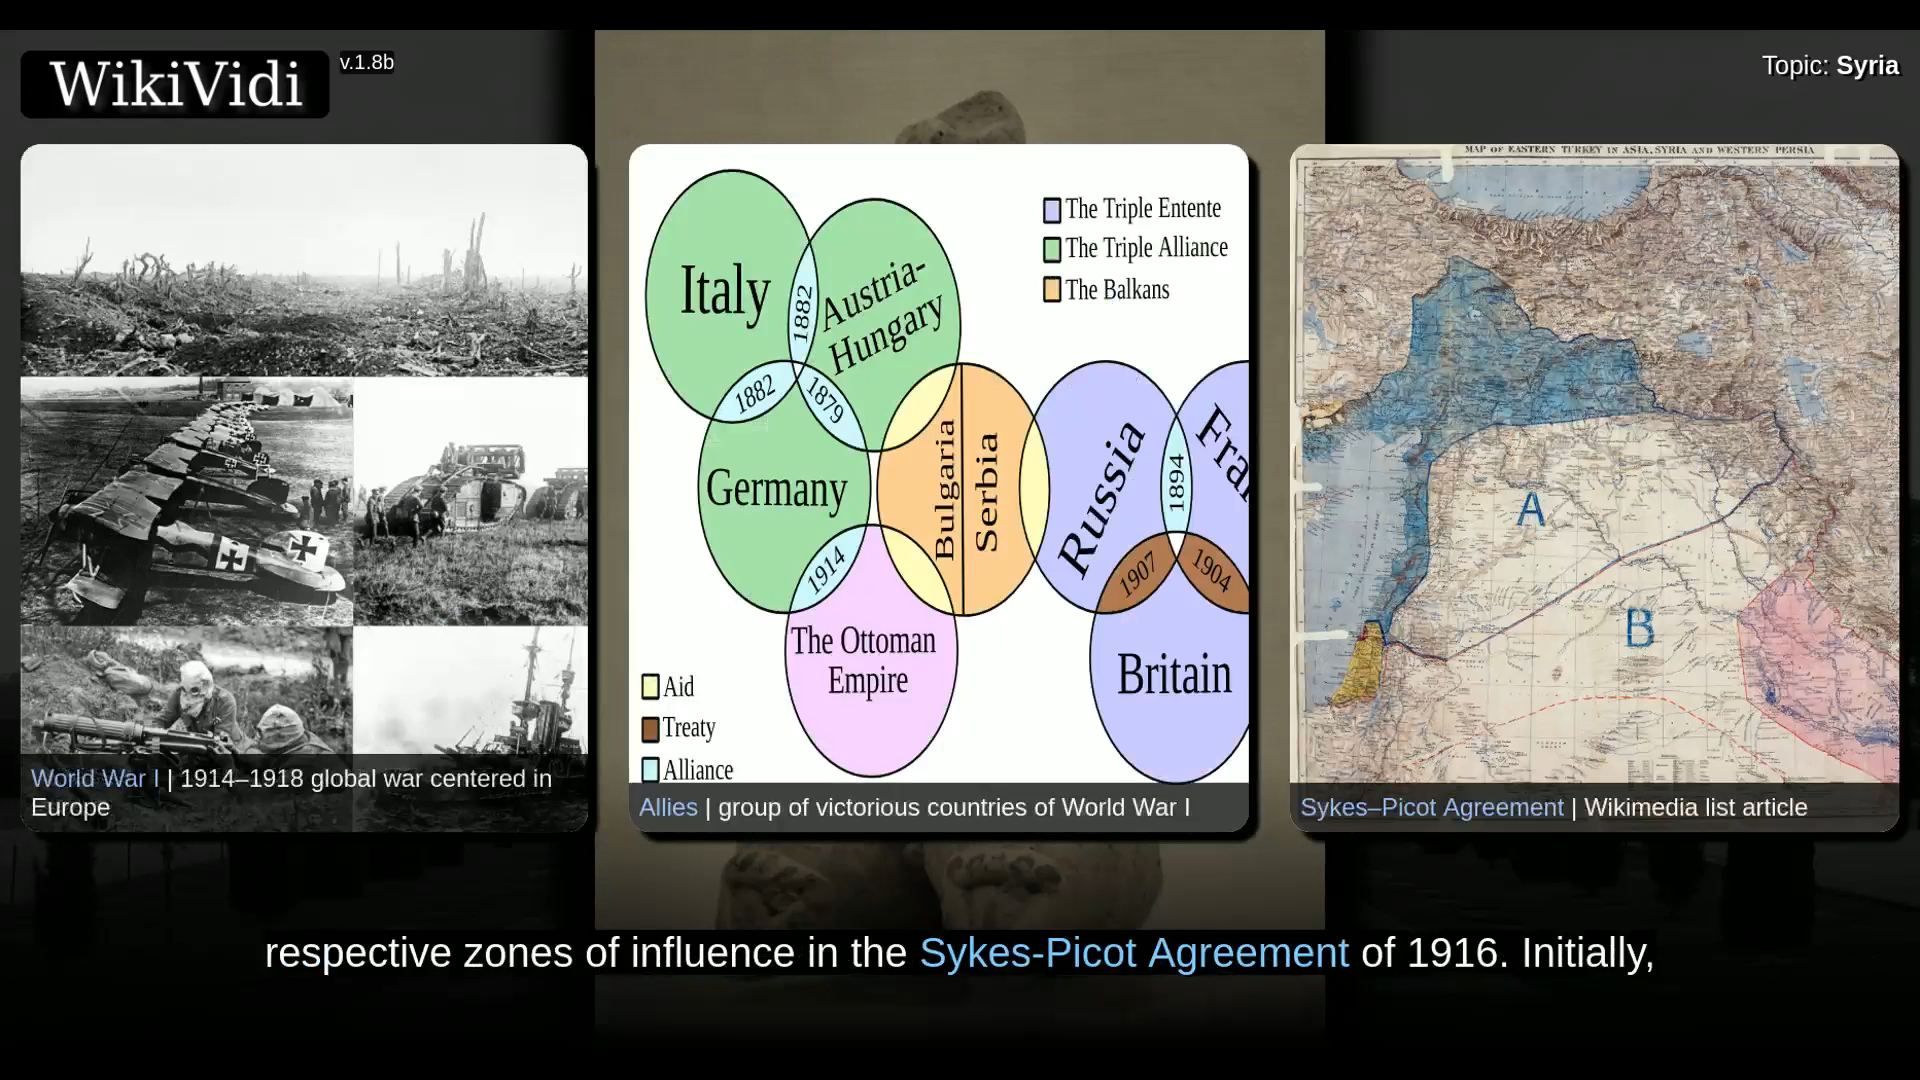 WikiVidi
v.1.8b
Topic: Syria
World War I | 1914–1918 global war centered in
Europe
The Triple Entente
The Triple Alliance
The Balkans
Italy
1882
Austria-
Hungary
1882
1879
Germany
Bulgaria
Serbia
Russia
1894
Fra
1914
1907
1904
The Ottoman
Empire
Britain
Aid
Treaty
Alliance
Allies | group of victorious countries of World War I
MAP OF EASTERN TURKEY IN ASIA, SYRIA AND WESTERN PERSIA
A
B
Sykes–Picot Agreement | Wikimedia list article
respective zones of influence in the Sykes-Picot Agreement of 1916. Initially,